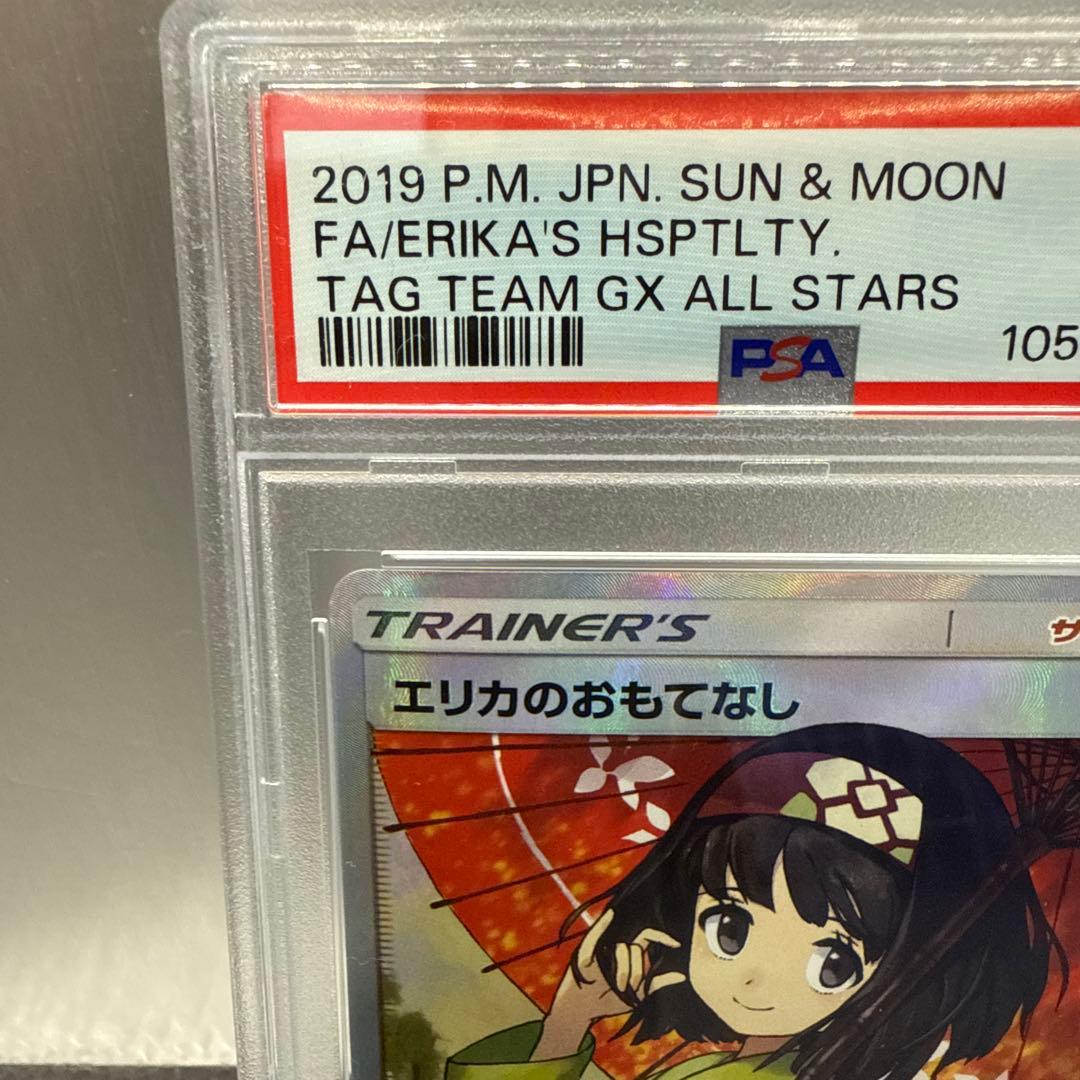 2019 P.M. JPN. SUN & MOON
FA/ERIKA'S HSPTLTY.
TAG TEAM GX ALL STARS
PSA
105
TRAINER'S
サ
エリカのおもてなし